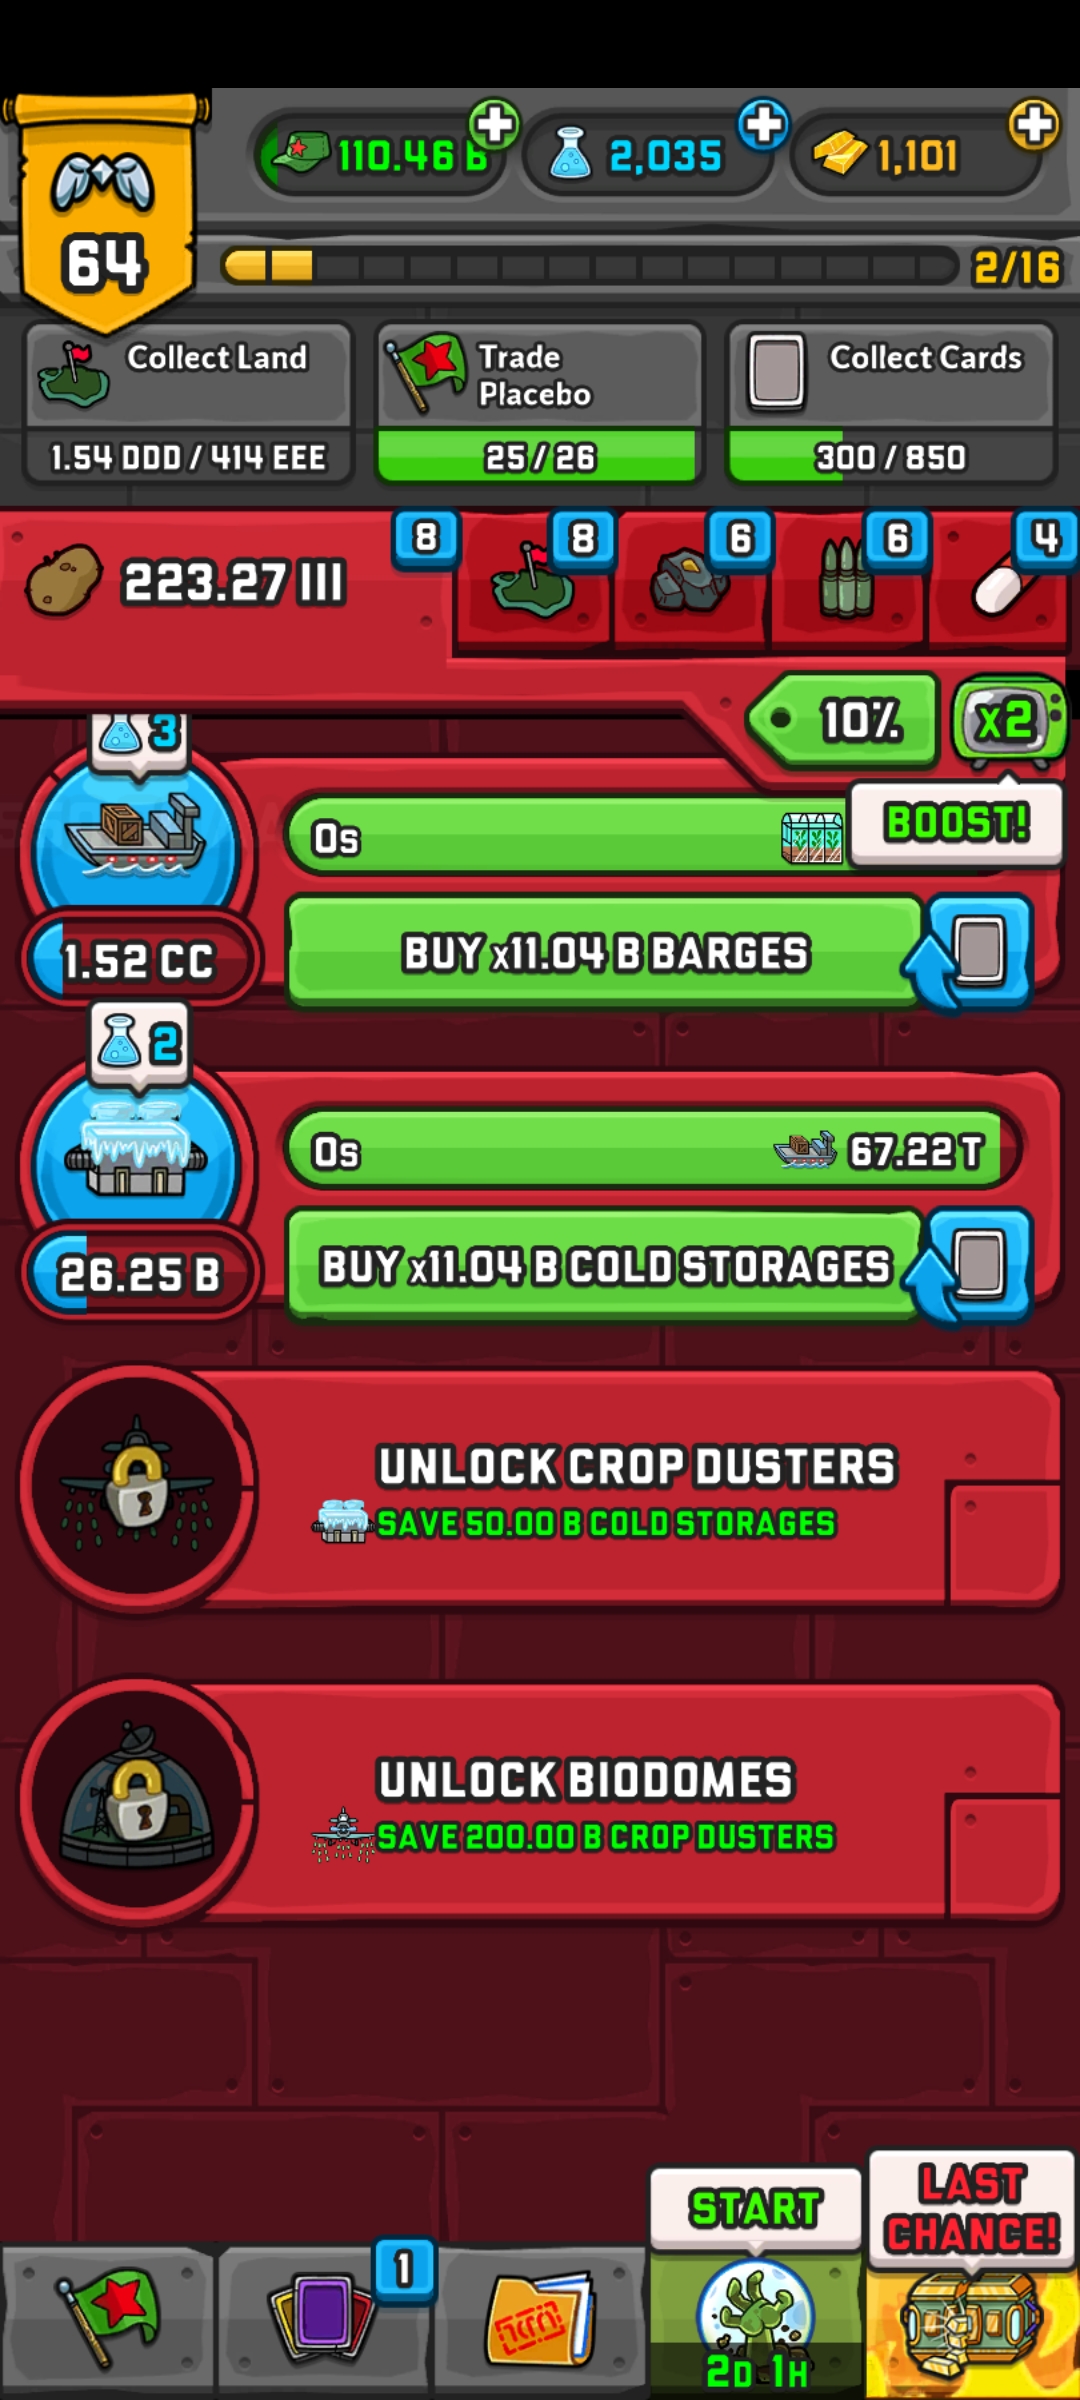 64
110.46 B
2,035
1,101
2/16
Collect Land
1.54 DDD / 414 EEE
Trade
Placebo
25 / 26
Collect Cards
300 / 850
223.27 III
8
8
6
6
4
10%
x2
BOOST!
3
0s
1.52 CC
BUY x11.04 B BARGES
2
0s
67.22 T
26.25 B
BUY x11.04 B COLD STORAGES
UNLOCK CROP DUSTERS
SAVE 50.00 B COLD STORAGES
UNLOCK BIODOMES
SAVE 200.00 B CROP DUSTERS
START
LAST
CHANCE!
1
2D 1H